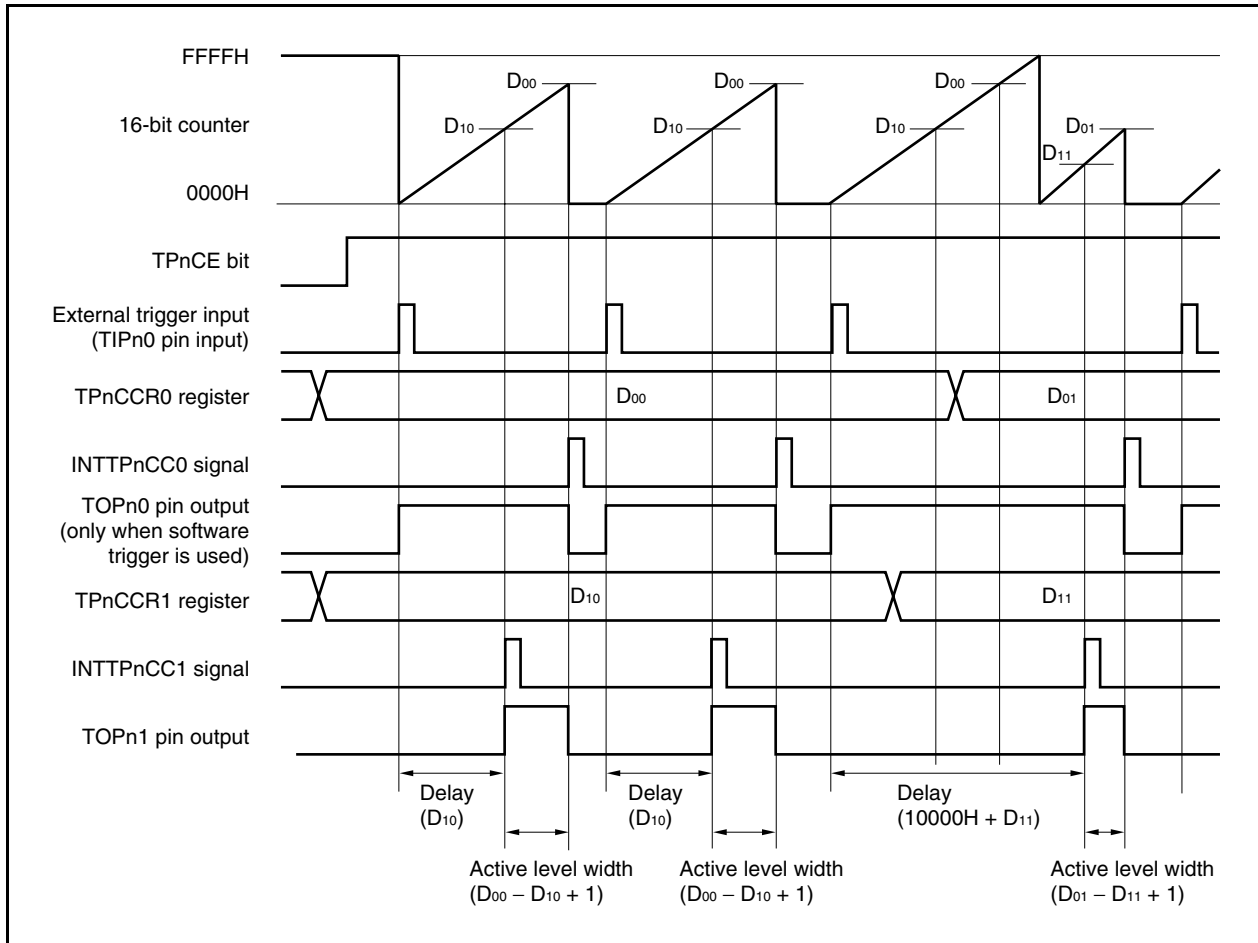 FFFFH
16-bit counter
0000H
D10
D00
D10
D00
D10
D00
D11
D01
TPnCE bit
External trigger input
(TIPn0 pin input)
TPnCCR0 register
D00
D01
INTTPnCC0 signal
TOPn0 pin output
(only when software
trigger is used)
TPnCCR1 register
D10
D11
INTTPnCC1 signal
TOPn1 pin output
Delay
(D10)
Delay
(D10)
Delay
(10000H + D11)
Active level width
(D00 − D10 + 1)
Active level width
(D00 − D10 + 1)
Active level width
(D01 − D11 + 1)